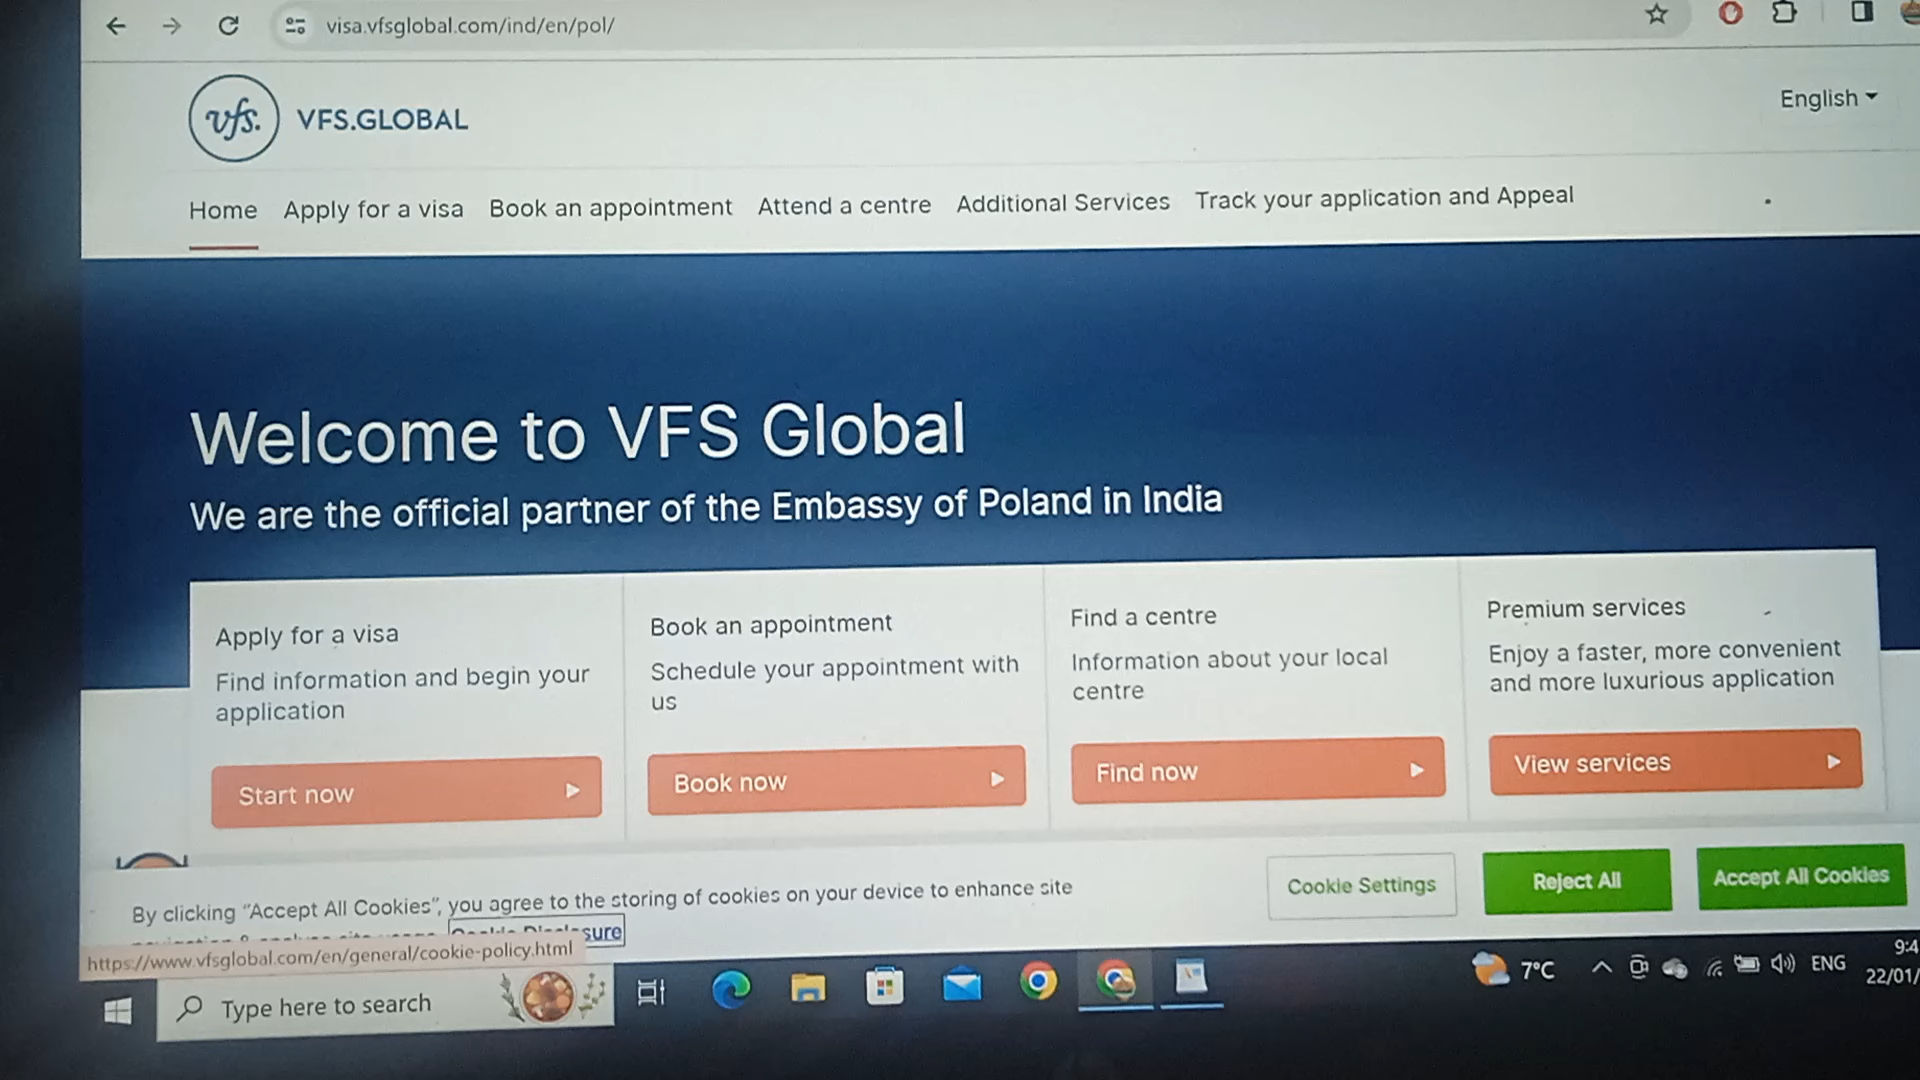 visa.vfsglobal.com/ind/en/pol/
vfs.
VFS.GLOBAL
English
Home Apply for a visa Book an appointment Attend a centre Additional Services Track your application and Appeal
Welcome to VFS Global
We are the official partner of the Embassy of Poland in India
Apply for a visa
Find information and begin your
application
Start now
Book an appointment
Schedule your appointment with
us
Book now
Find a centre
Information about your local
centre
Find now
Premium services
Enjoy a faster, more convenient
and more luxurious application
View services
By clicking “Accept All Cookies”, you agree to the storing of cookies on your device to enhance site
Cookie Settings
Reject All
Accept All Cookies
https://www.vfsglobal.com/en/general/cookie-policy.html
Type here to search
7°C
ENG
9:4
22/01/